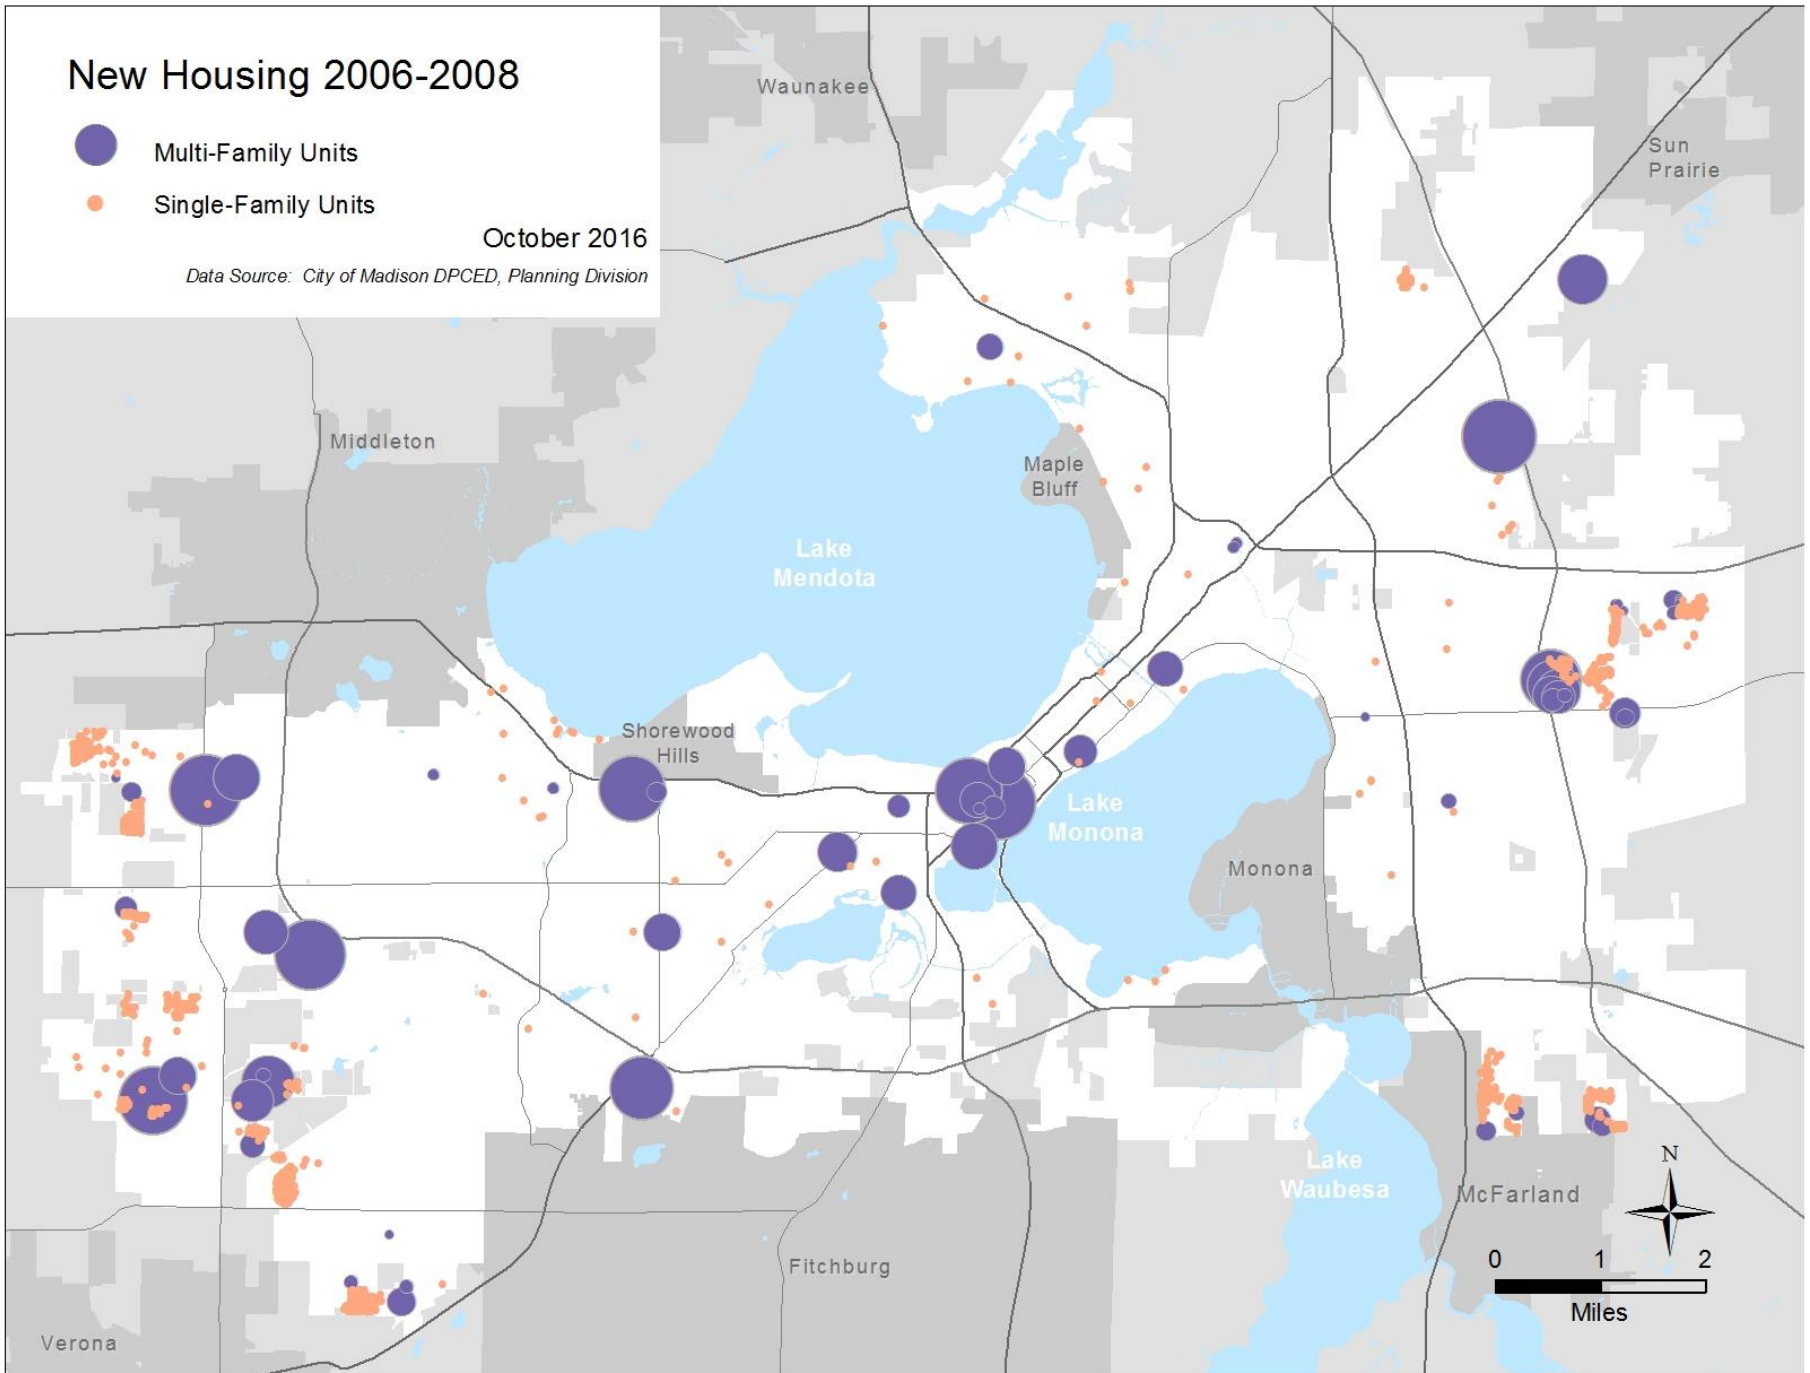 New Housing 2006-2008
Multi-Family Units
Single-Family Units
October 2016
Data Source: City of Madison DPCED, Planning Division
Waunakee
Sun
Prairie
Middleton
Maple
Bluff
Lake
Mendota
Shorewood
Hills
Lake
Monona
Monona
N
Lake
Waubesa
McFarland
0 1 2
Miles
Fitchburg
Verona